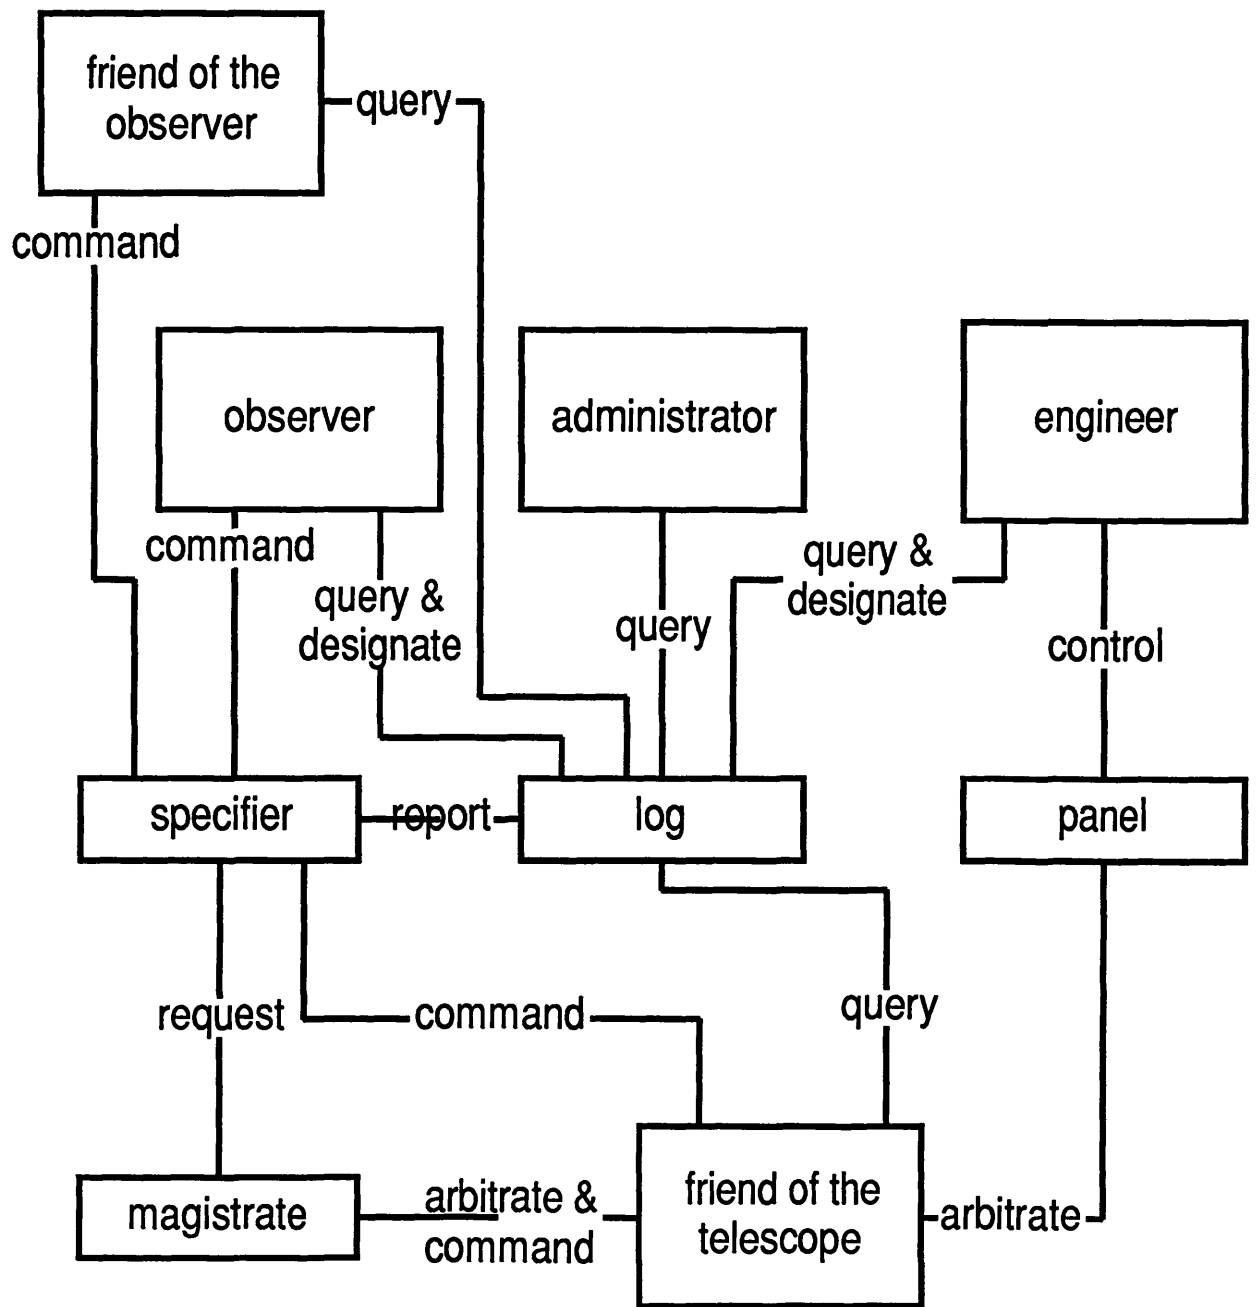 friend of the
observer
query
command
observer
administrator
engineer
command
query &
designate
query
query &
designate
control
specifier
report
log
panel
request
command
query
magistrate
arbitrate &
command
friend of the
telescope
arbitrate